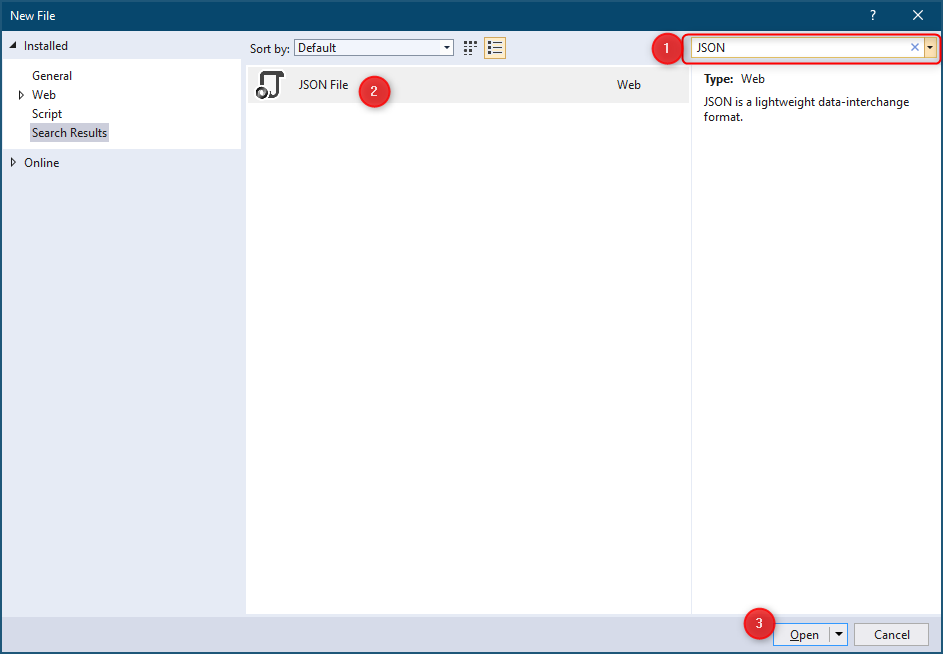 New File
?
Installed
General
Web
Script
Search Results
Online
Sort by: Default
1
JSON
JSON File
2
Web
Type: Web
JSON is a lightweight data-interchange
format.
3
Open
Cancel